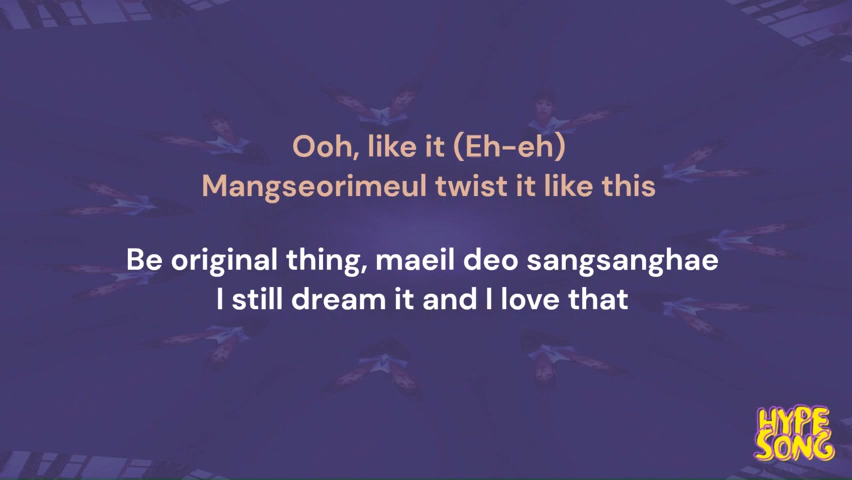 Ooh, like it (Eh-eh)
Mangseorimeul twist it like this
Be original thing, maeil deo sangsanghae
I still dream it and I love that
HYPE
SONG